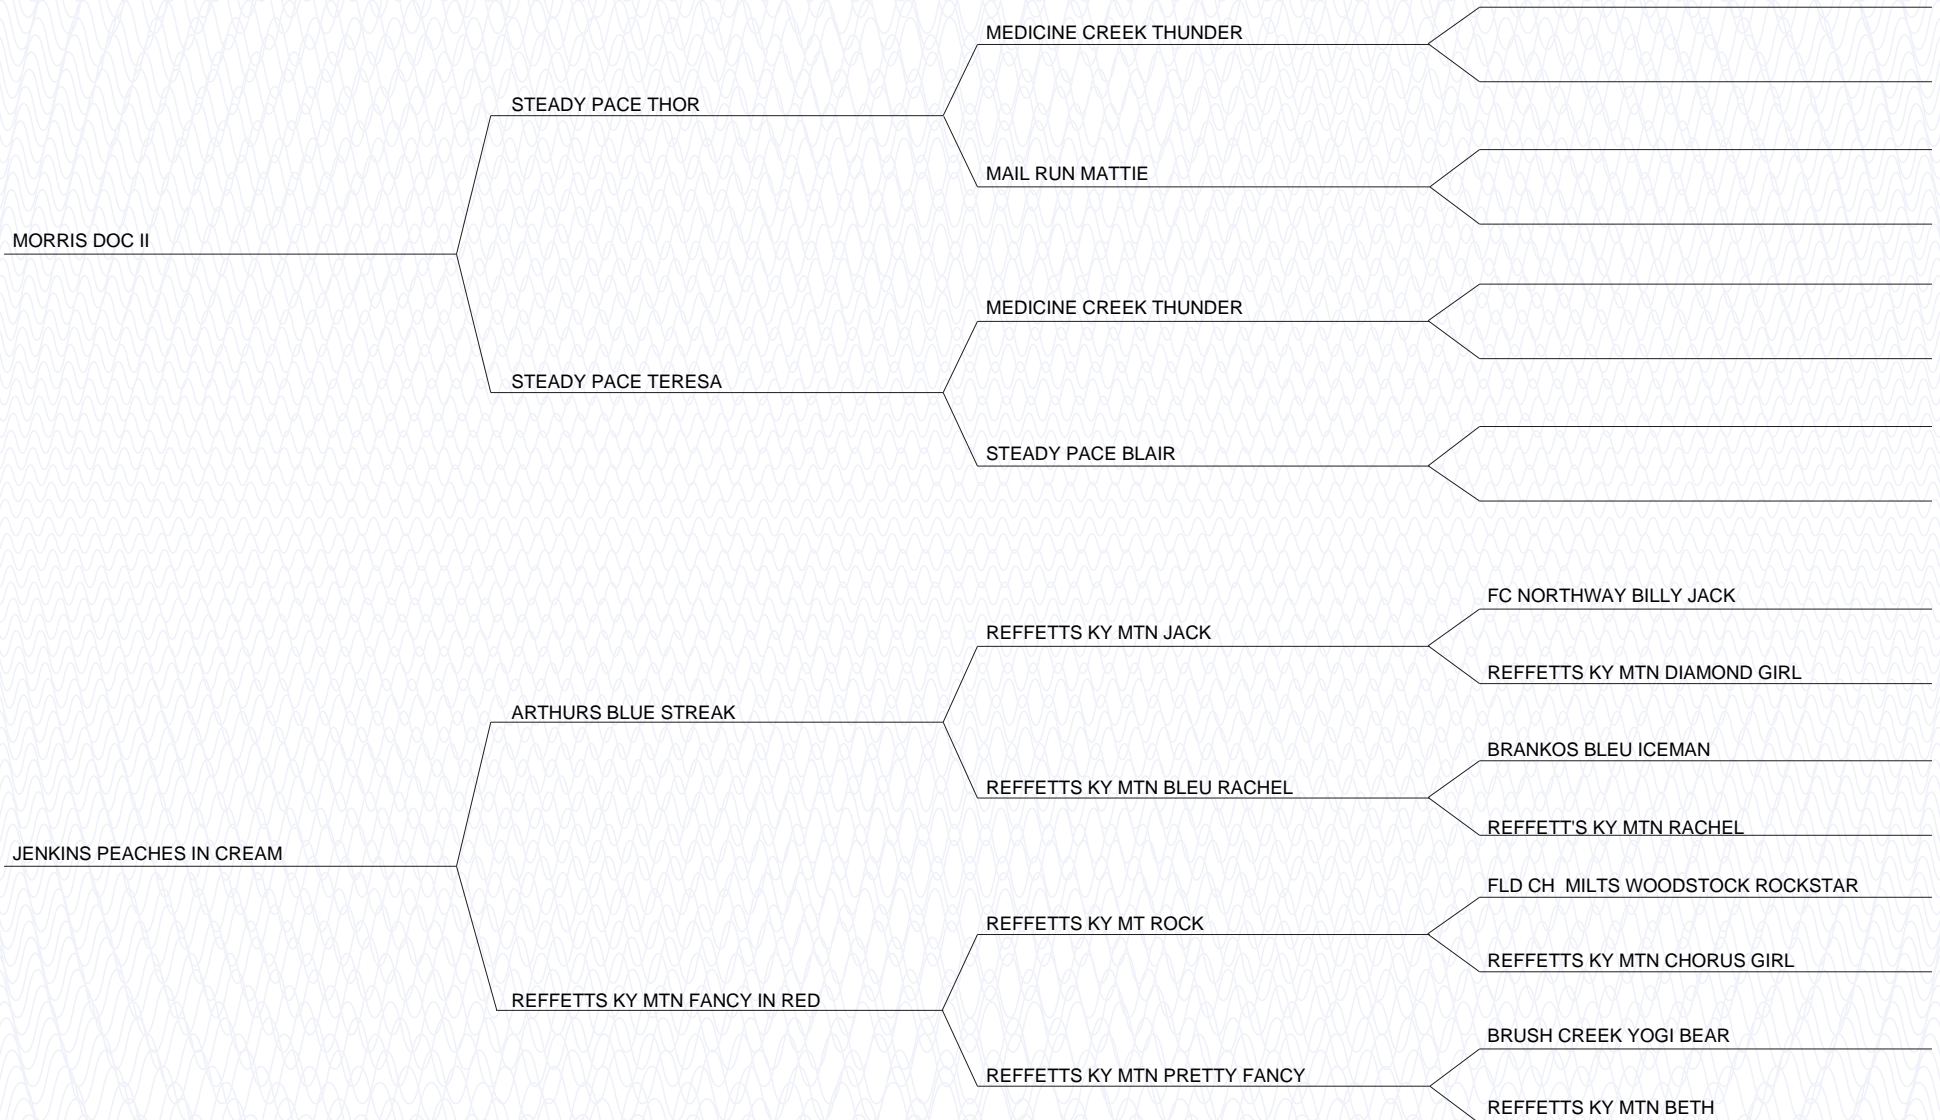 MEDICINE CREEK THUNDER
STEADY PACE THOR
MAIL RUN MATTIE
MORRIS DOC II
MEDICINE CREEK THUNDER
STEADY PACE TERESA
STEADY PACE BLAIR
FC NORTHWAY BILLY JACK
REFFETTS KY MTN JACK
REFFETTS KY MTN DIAMOND GIRL
ARTHURS BLUE STREAK
BRANKOS BLEU ICEMAN
REFFETTS KY MTN BLEU RACHEL
REFFETT'S KY MTN RACHEL
JENKINS PEACHES IN CREAM
FLD CH  MILTS WOODSTOCK ROCKSTAR
REFFETTS KY MT ROCK
REFFETTS KY MTN CHORUS GIRL
REFFETTS KY MTN FANCY IN RED
BRUSH CREEK YOGI BEAR
REFFETTS KY MTN PRETTY FANCY
REFFETTS KY MTN BETH